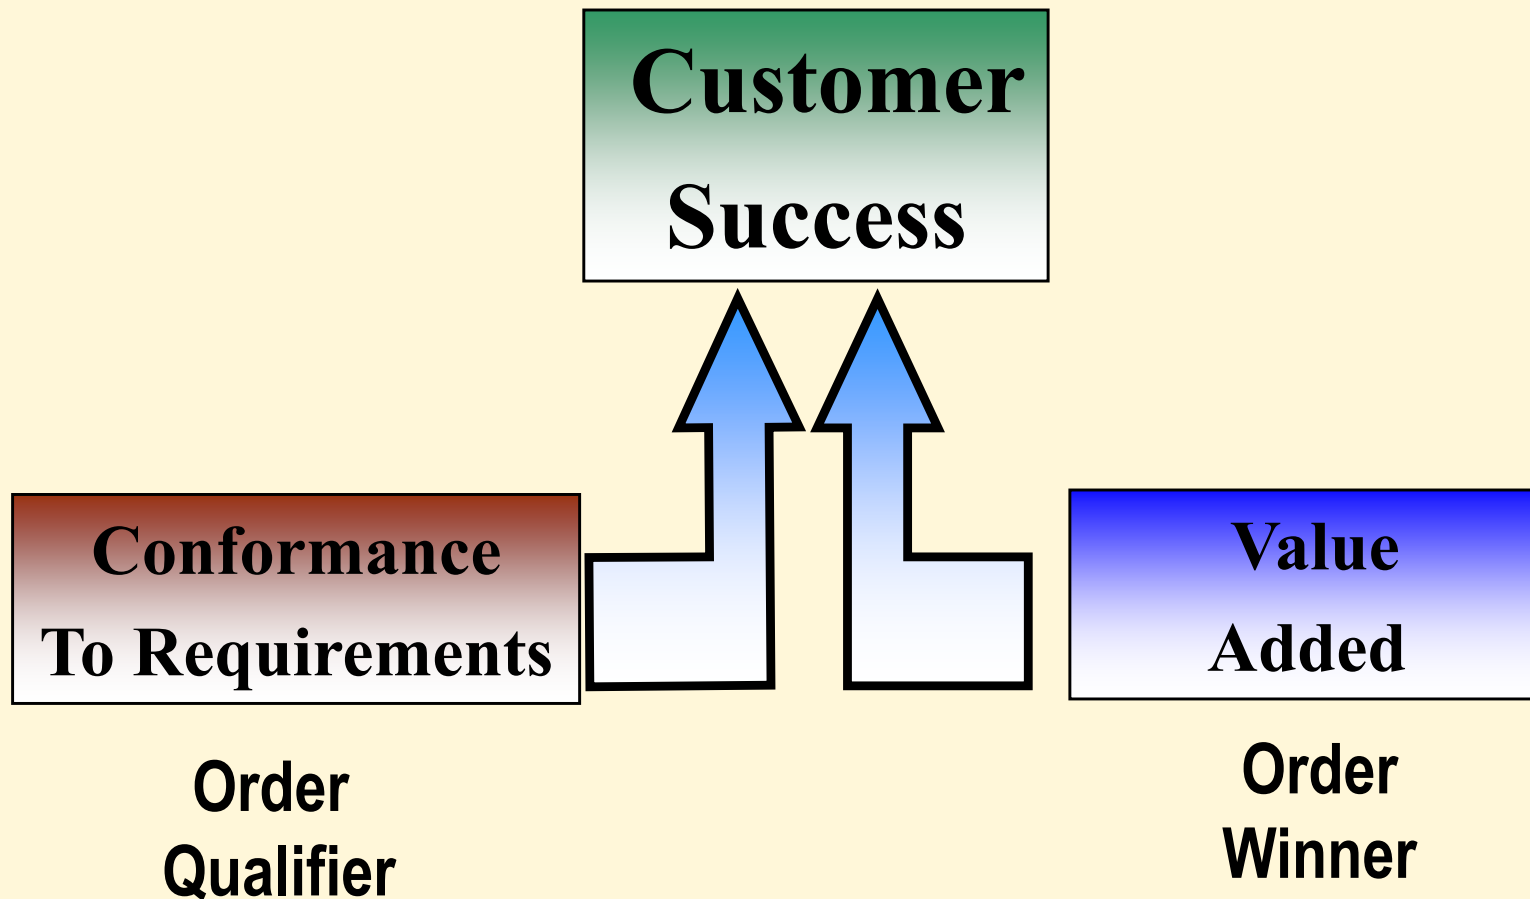 Customer
Success
Conformance
To Requirements
Value
Added
Order
Qualifier
Order
Winner